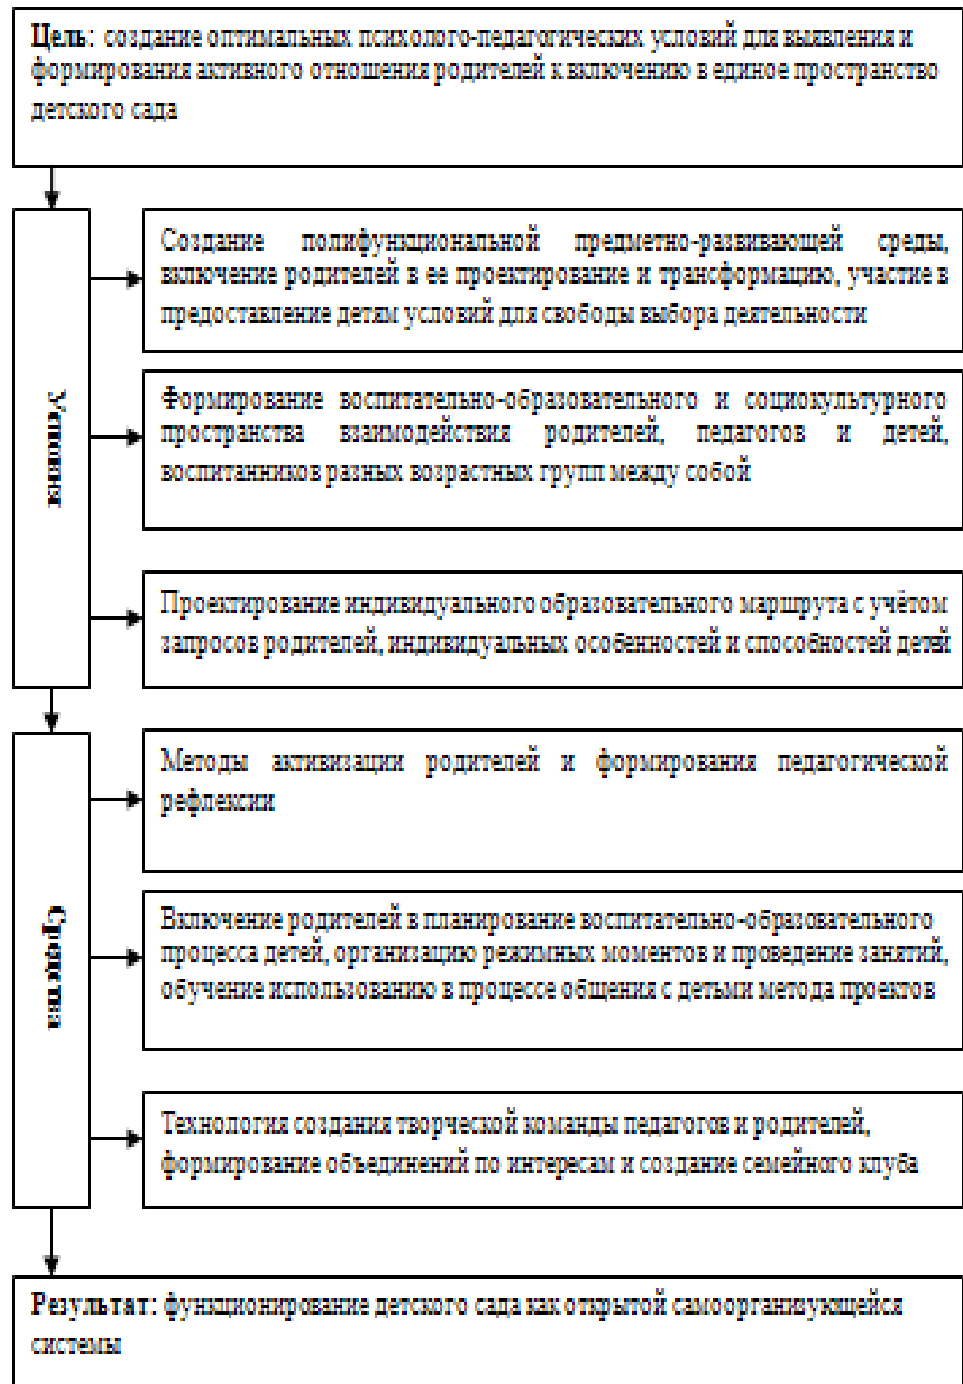 Цель: создание оптимальных психолого-педагогических условий для выявления и
формирования активного отношения родителей к включению в единое пространство
детского сада
Условия
Создание полифункциональной предметно-развивающей среды,
включение родителей в ее проектирование и трансформацию, участие в
предоставление детям условий для свободы выбора деятельности
Формирование воспитательно-образовательного и социокультурного
пространства взаимодействия родителей, педагогов и детей,
воспитанников разных возрастных групп между собой
Проектирование индивидуального образовательного маршрута с учётом
запросов родителей, индивидуальных особенностей и способностей детей
Средства
Методы активизации родителей и формирования педагогической
рефлексии
Включение родителей в планирование воспитательно-образовательного
процесса детей, организацию режимных моментов и проведение занятий,
обучение использованию в процессе общения с детьми метода проектов
Технология создания творческой команды педагогов и родителей,
формирование объединений по интересам и создание семейного клуба
Результат: функционирование детского сада как открытой самоорганизующейся
системы